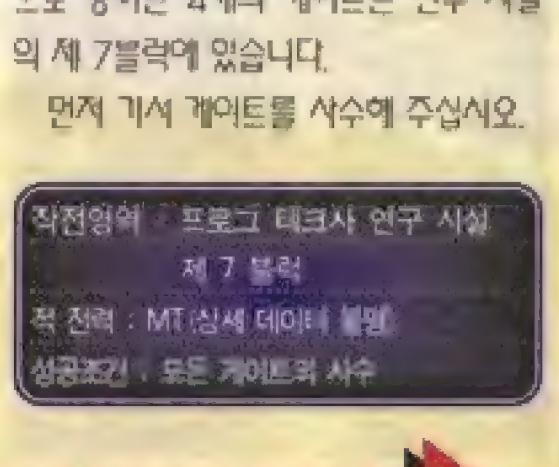 의 제 7블럭에 있습니다.
먼저 가서 게이트를 사수해 주십시오.
작전영역 프로그 테크사 연구 시설
제 7 블럭
적 전력 : MT (상세 데이터 불명)
성공조건 : 모든 게이트의 사수